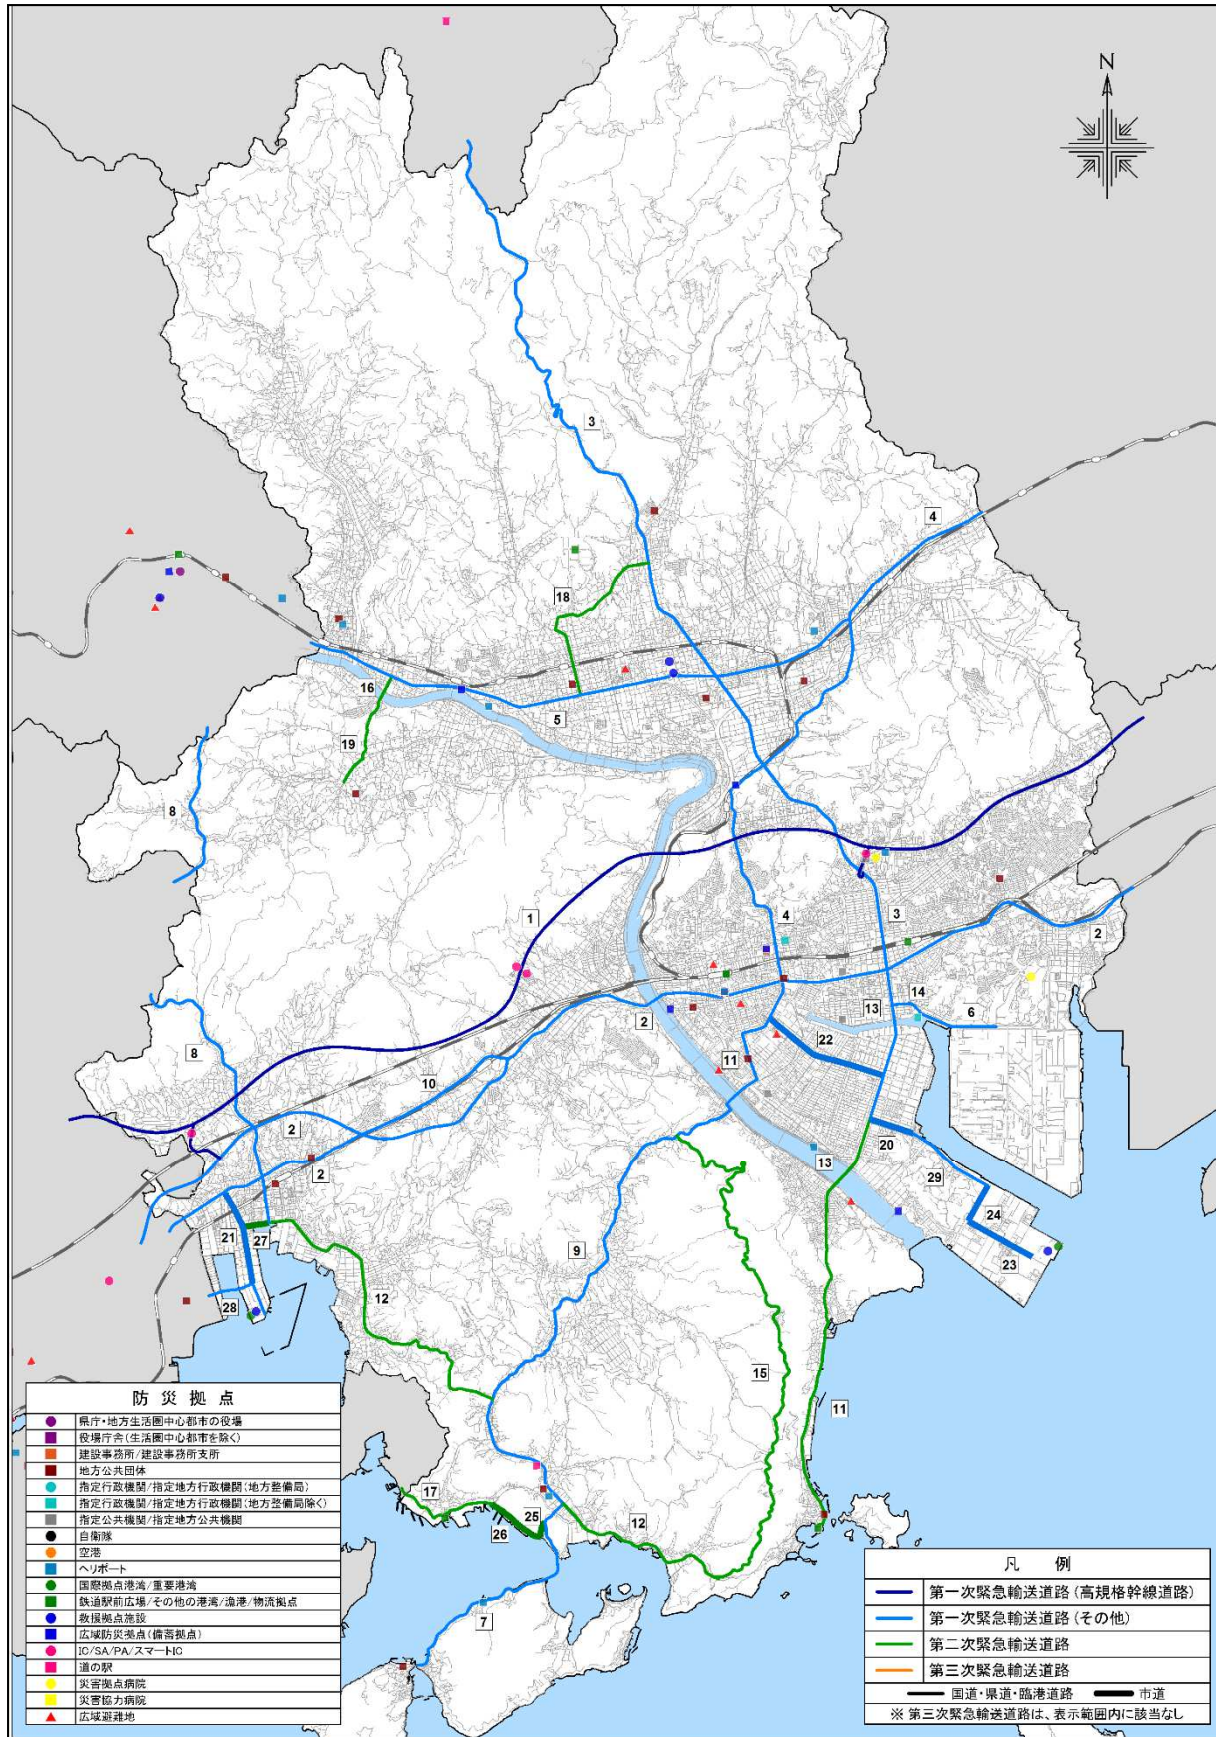 N
3
4
18
16
5
19
8
1
4
3
2
14
13
6
2
22
11
8
10
2
20
13
2
29
24
21
27
9
23
12
28
15
11
17
25
12
26
7
防災拠点
県庁・地方生活圏中心都市の役場
役場庁舎(生活圏中心都市を除く)
建設事務所/建設事務所支所
地方公共団体
指定行政機関/指定地方行政機関(地方整備局)
指定行政機関/指定地方行政機関(地方整備局除く)
指定公共機関/指定地方公共機関
自衛隊
空港
ヘリポート
国際拠点港湾/重要港湾
鉄道駅前広場/その他の港湾/漁港/物流拠点
救援拠点施設
広域防災拠点(備蓄拠点)
IC/SA/PA/スマートIC
道の駅
災害拠点病院
災害協力病院
広域避難地
凡例
第一次緊急輸送道路(高規格幹線道路)
第一次緊急輸送道路(その他)
第二次緊急輸送道路
第三次緊急輸送道路
国道・県道・臨港道路 市道
※ 第三次緊急輸送道路は、表示範囲内に該当なし